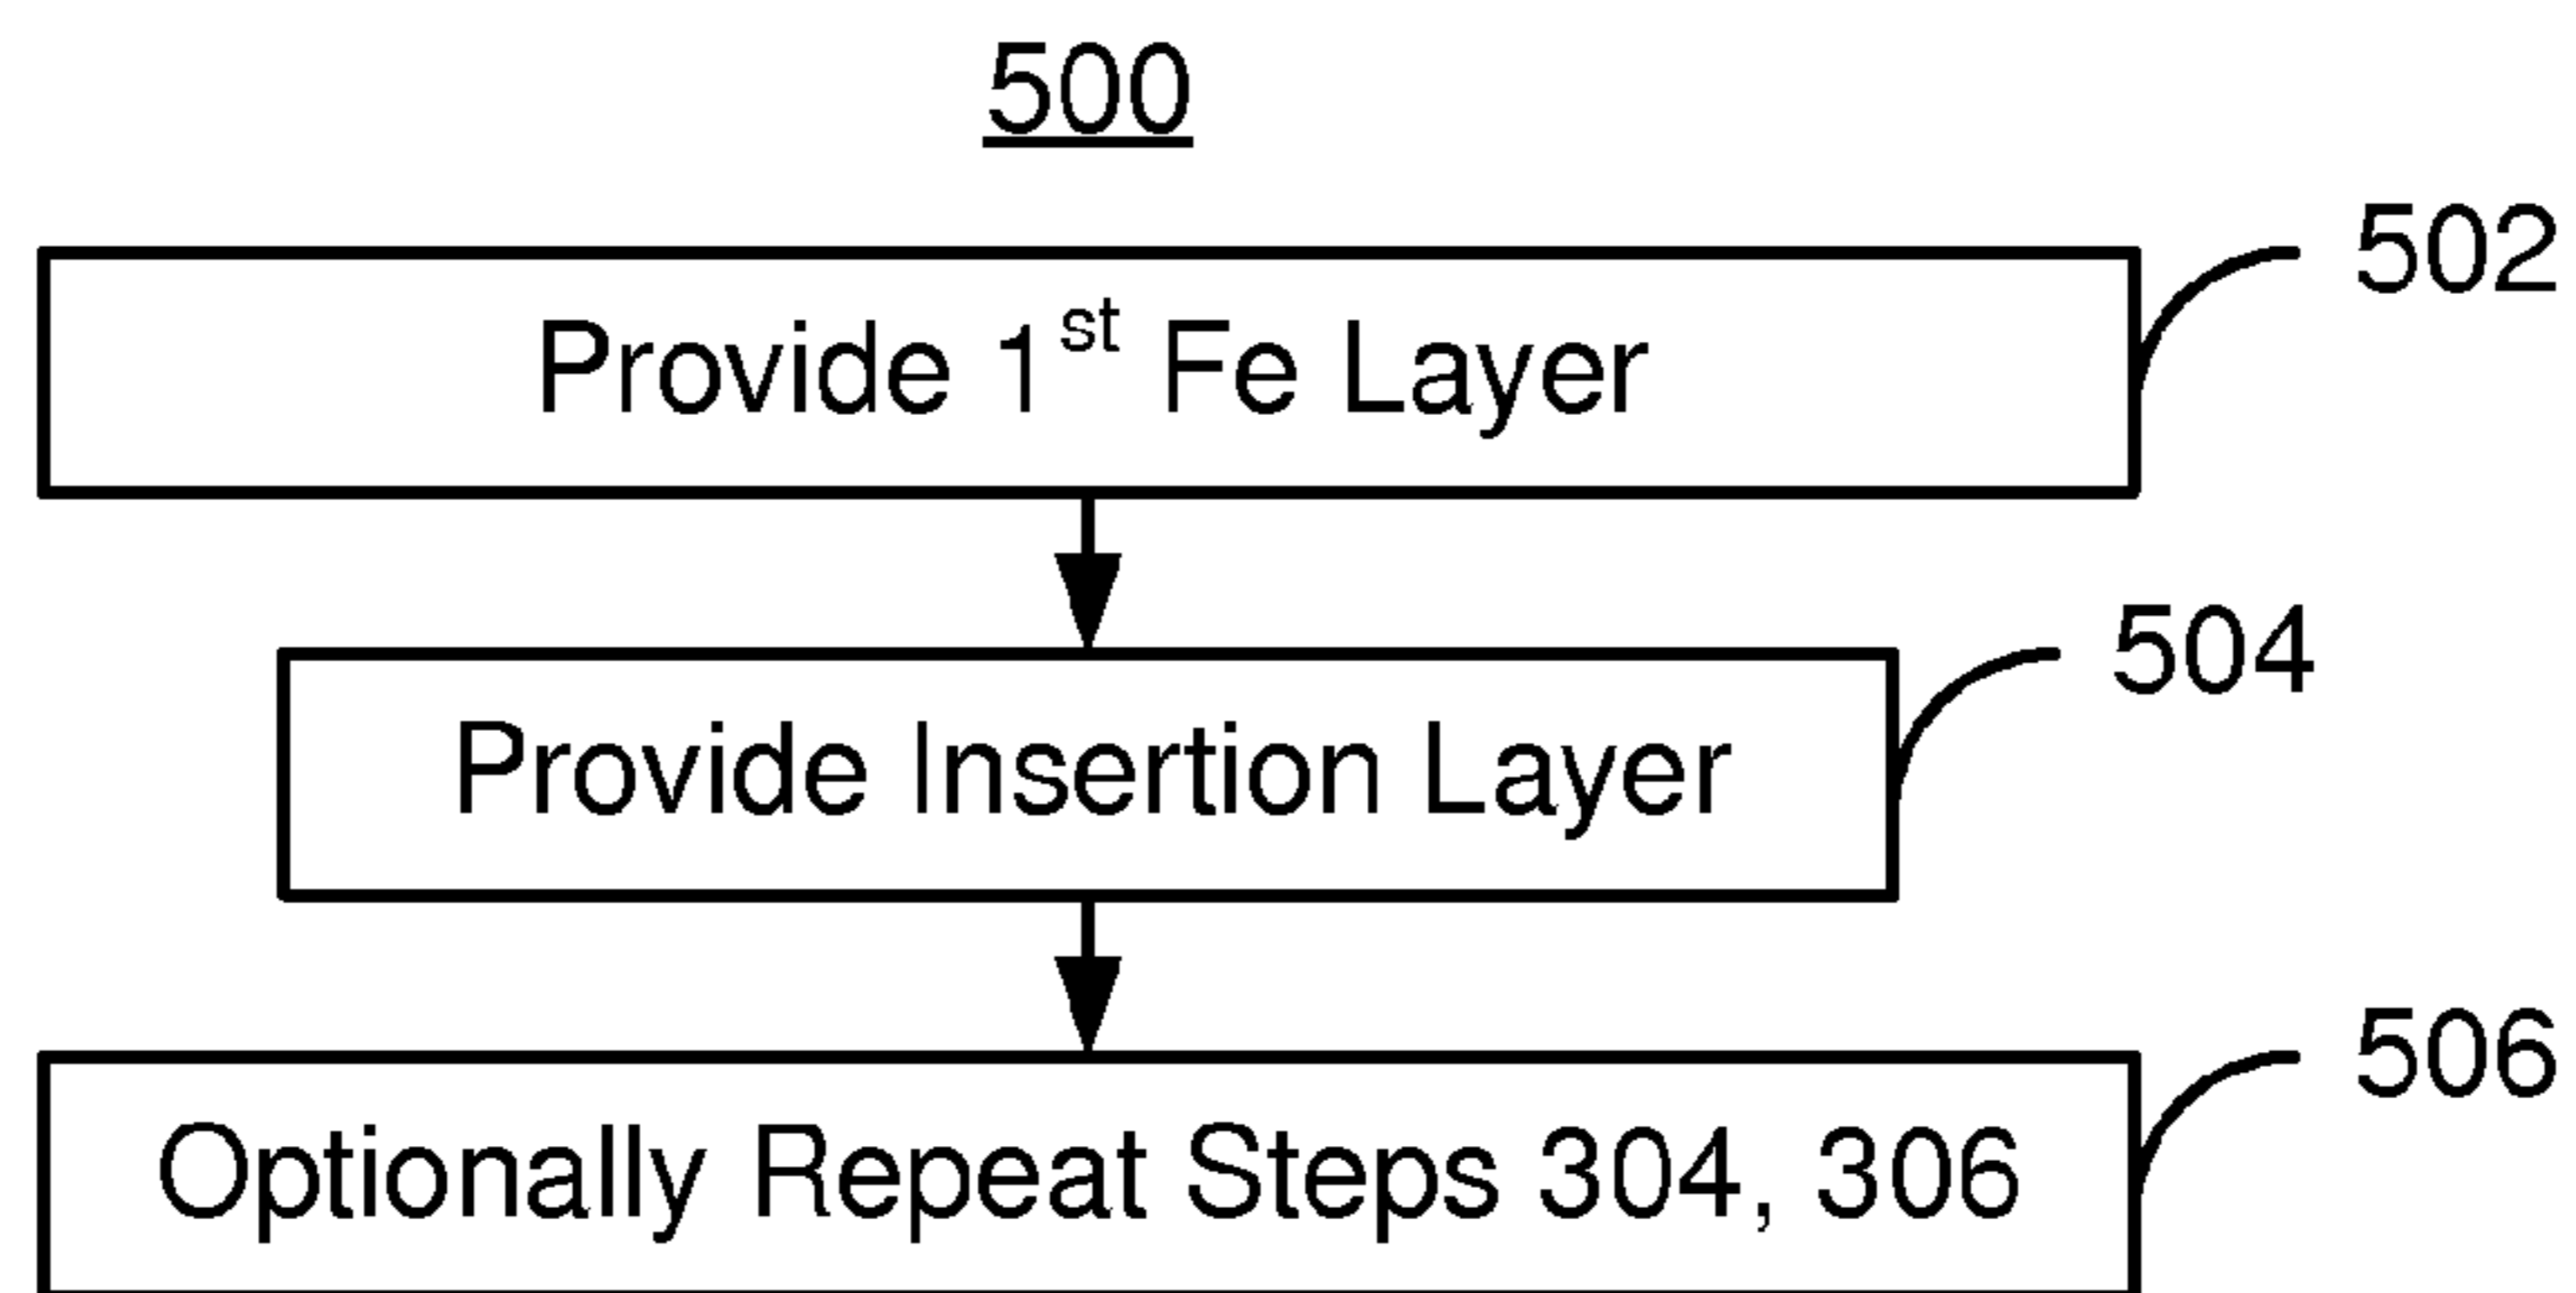 500
502
Provide 1st Fe Layer
504
Provide Insertion Layer
506
Optionally Repeat Steps 304, 306